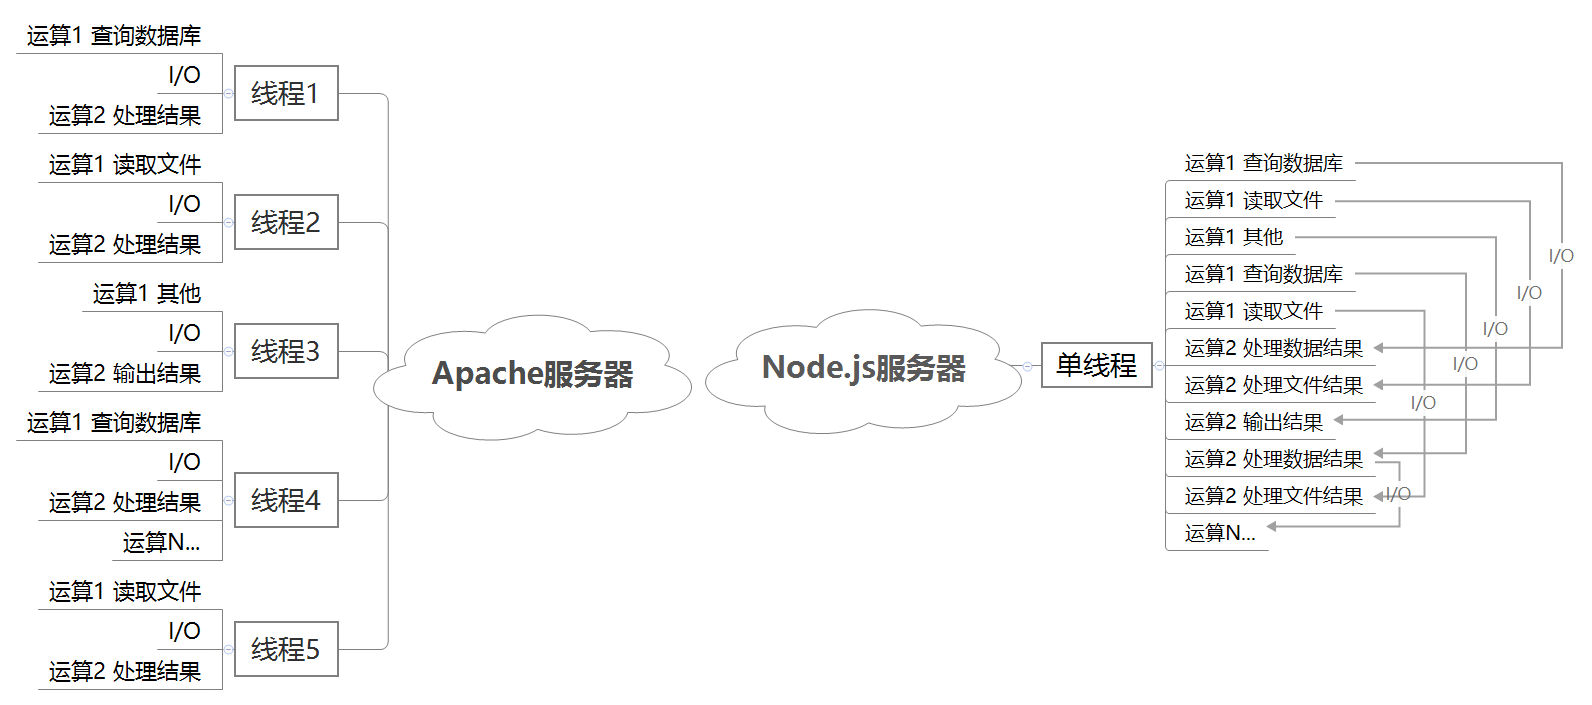 运算1 查询数据库
I/O
运算2 处理结果
线程1
运算1 读取文件
I/O
运算2 处理结果
线程2
运算1 其他
I/O
运算2 输出结果
线程3
运算1 查询数据库
I/O
运算2 处理结果
运算N...
线程4
运算1 读取文件
I/O
运算2 处理结果
线程5
Apache服务器
Node.js服务器
单线程
运算1 查询数据库
运算1 读取文件
运算1 其他
运算1 查询数据库
运算1 读取文件
运算2 处理数据结果
运算2 处理文件结果
运算2 输出结果
运算2 处理数据结果
运算2 处理文件结果
运算N...
I/O
I/O
I/O
I/O
I/O
I/O